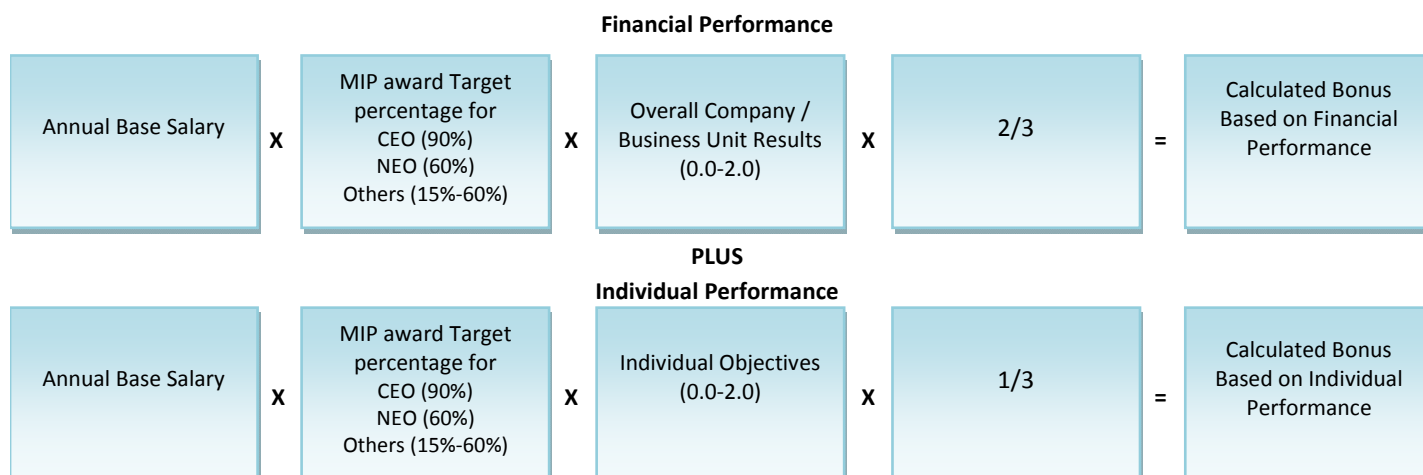 Financial Performance
Annual Base Salary
X
MIP award Target
percentage for
CEO (90%)
NEO (60%)
Others (15%-60%)
X
Overall Company /
Business Unit Results
(0.0-2.0)
X
2/3
=
Calculated Bonus
Based on Financial
Performance
PLUS
Individual Performance
Annual Base Salary
X
MIP award Target
percentage for
CEO (90%)
NEO (60%)
Others (15%-60%)
X
Individual Objectives
(0.0-2.0)
X
1/3
=
Calculated Bonus
Based on Individual
Performance